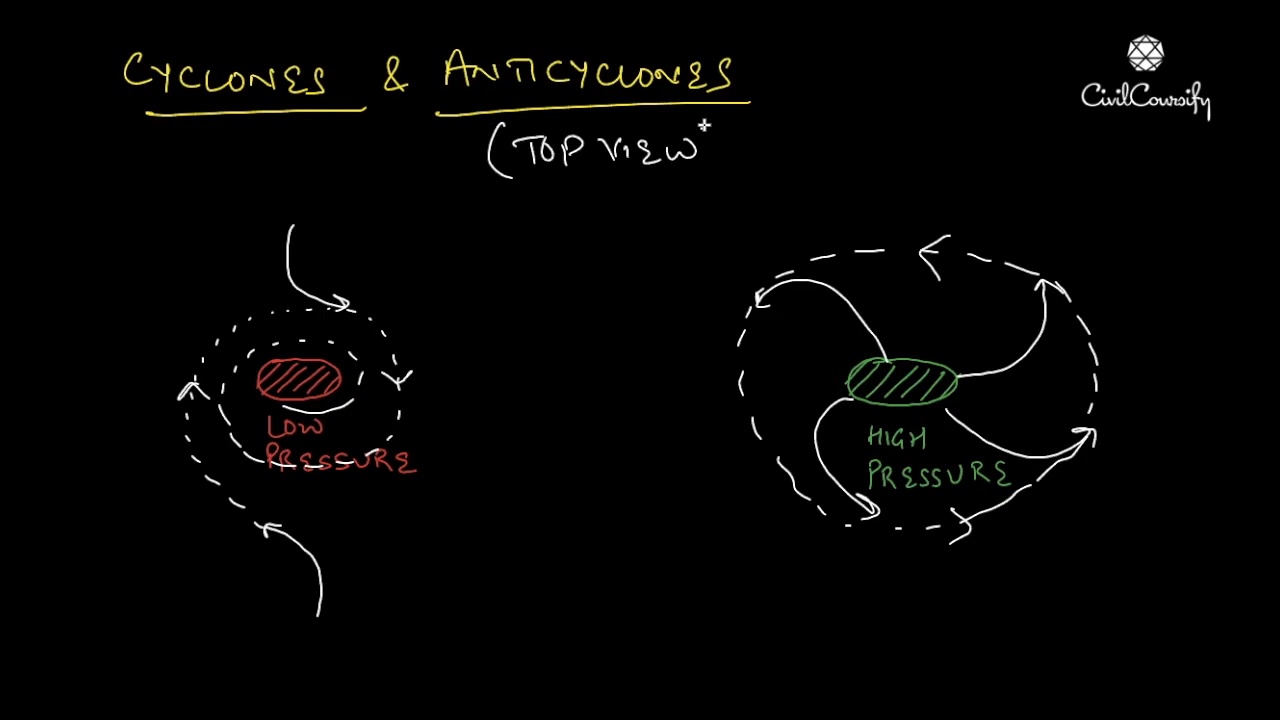 CYCLONES & ANTICYCLONES
CivilCoursify
(TOP VIEW
LOW
PRESSURE
HIGH
PRESSURE